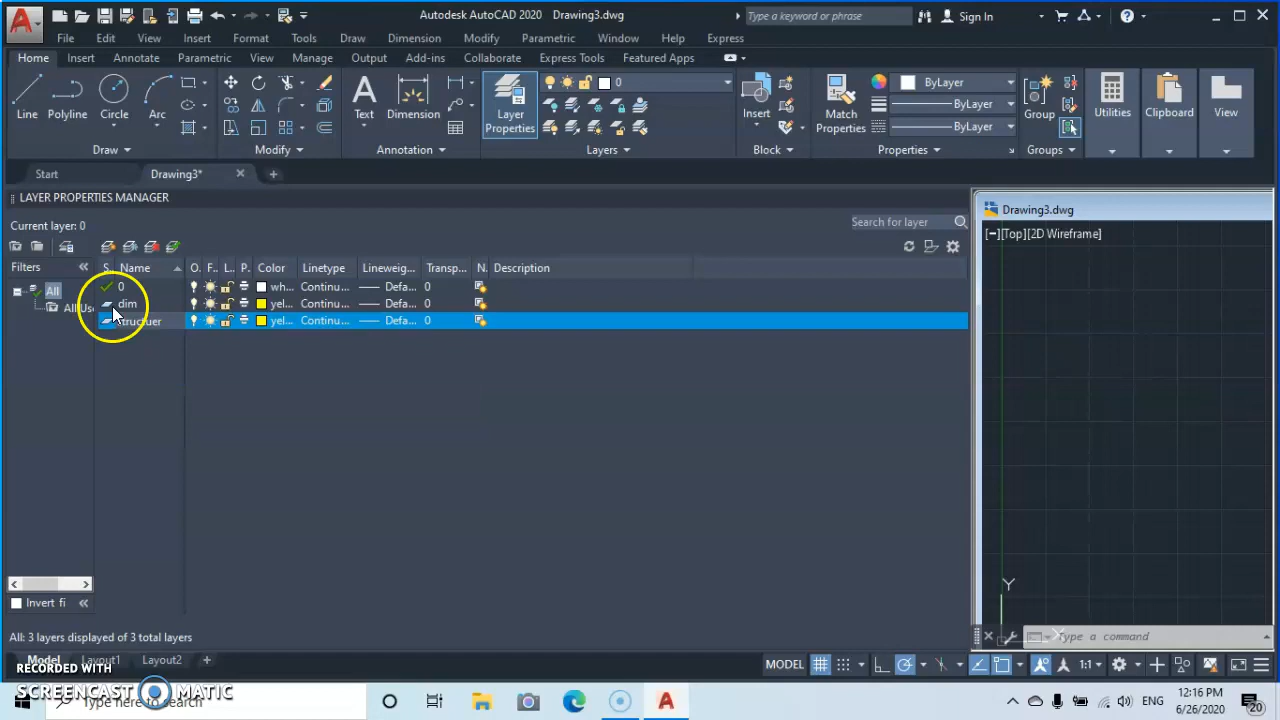 Autodesk AutoCAD 2020 Drawing3.dwg
Type a keyword or phrase
Sign In
File Edit View Insert Format Tools Draw Dimension Modify Parametric Window Help Express
Home Insert Annotate Parametric View Manage Output Add-ins Collaborate Express Tools Featured Apps
0
ByLayer
ByLayer
ByLayer
Line Polyline Circle Arc
Text Dimension
Layer
Properties
Insert
Match
Properties
Group
Utilities
Clipboard
View
Draw Modify Annotation Layers Block Properties Groups
Start Drawing3*
LAYER PROPERTIES MANAGER
Drawing3.dwg
Current layer: 0
Search for layer
[−][Top][2D Wireframe]
Filters «
S. Name O. F.. L.. Color Linetype Lineweig... Transp... N. Description
All
0 wh... Continu... Defa... 0
dim yel... Continu... Defa... 0
structuer yel... Continu... Defa... 0
Y
Invert fi «
All: 3 layers displayed of 3 total layers
Type a command
Model Layout1 Layout2 +
MODEL 1:1
RECORDED WITH
SCREENCAST MATIC
Type here to search
ENG
12:16 PM
6/26/2020
20